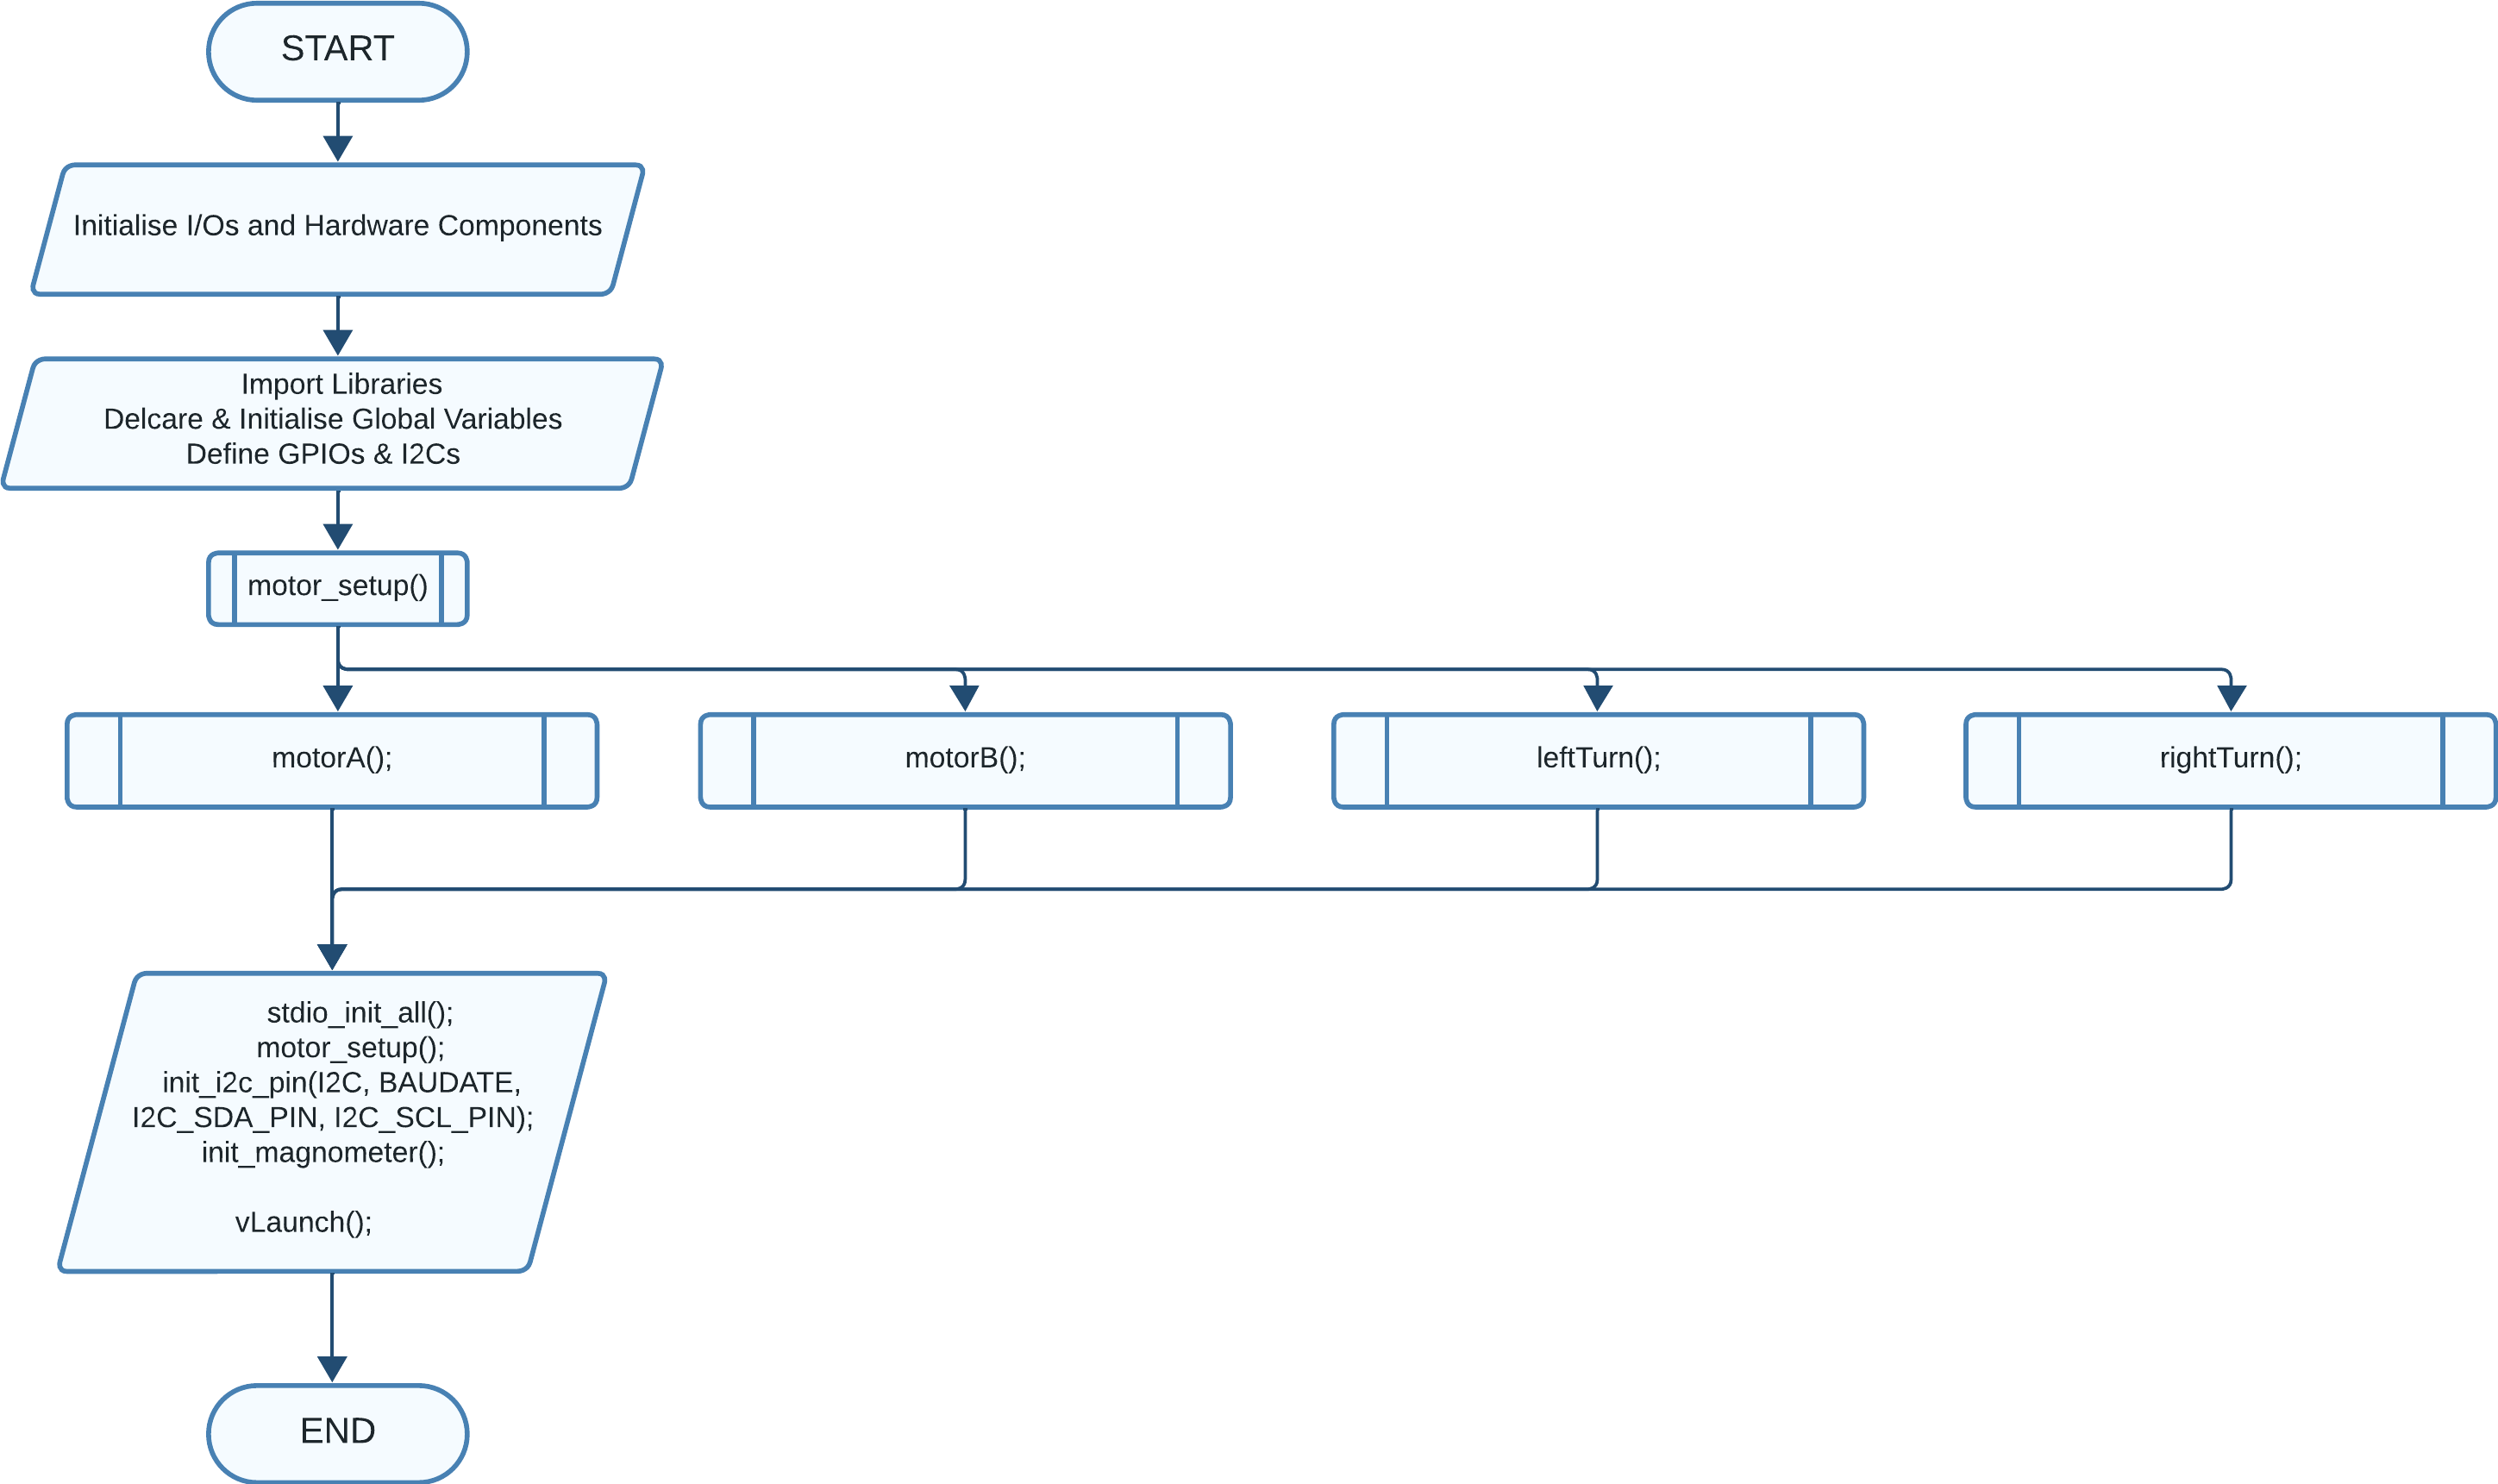 START
Initialise I/Os and Hardware Components
Import Libraries
Delcare & Initialise Global Variables
Define GPIOs & I2Cs
motor_setup()
motorA();
motorB();
leftTurn();
rightTurn();
stdio_init_all();
motor_setup();
init_i2c_pin(I2C, BAUDATE,
I2C_SDA_PIN, I2C_SCL_PIN);
init_magnometer();
vLaunch();
END